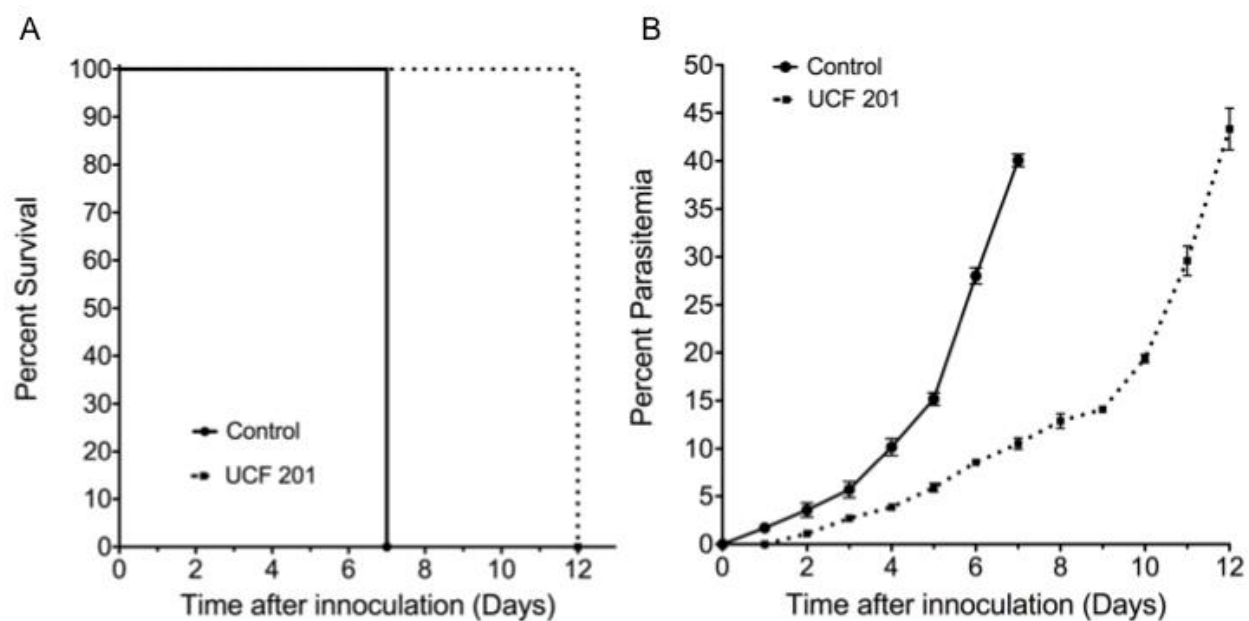 A
Percent Survival
100
90
80
70
60
50
40
30
20
10
0
Control
UCF 201
0 2 4 6 8 10 12
Time after innoculation (Days)
B
Percent Parasitemia
50
45
40
35
30
25
20
15
10
5
0
Control
UCF 201
0 2 4 6 8 10 12
Time after innoculation (Days)